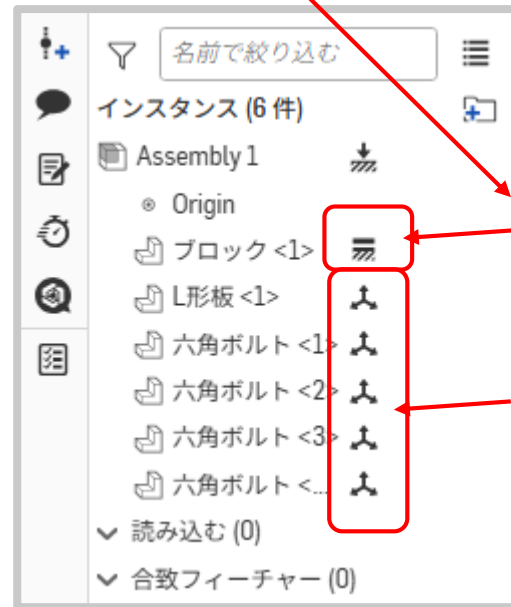 名前で絞り込む
インスタンス (6 件)
Assembly 1
Origin
ブロック <1>
L形板 <1>
六角ボルト <1>
六角ボルト <2>
六角ボルト <3>
六角ボルト <...
読み込む (0)
合致フィーチャー (0)